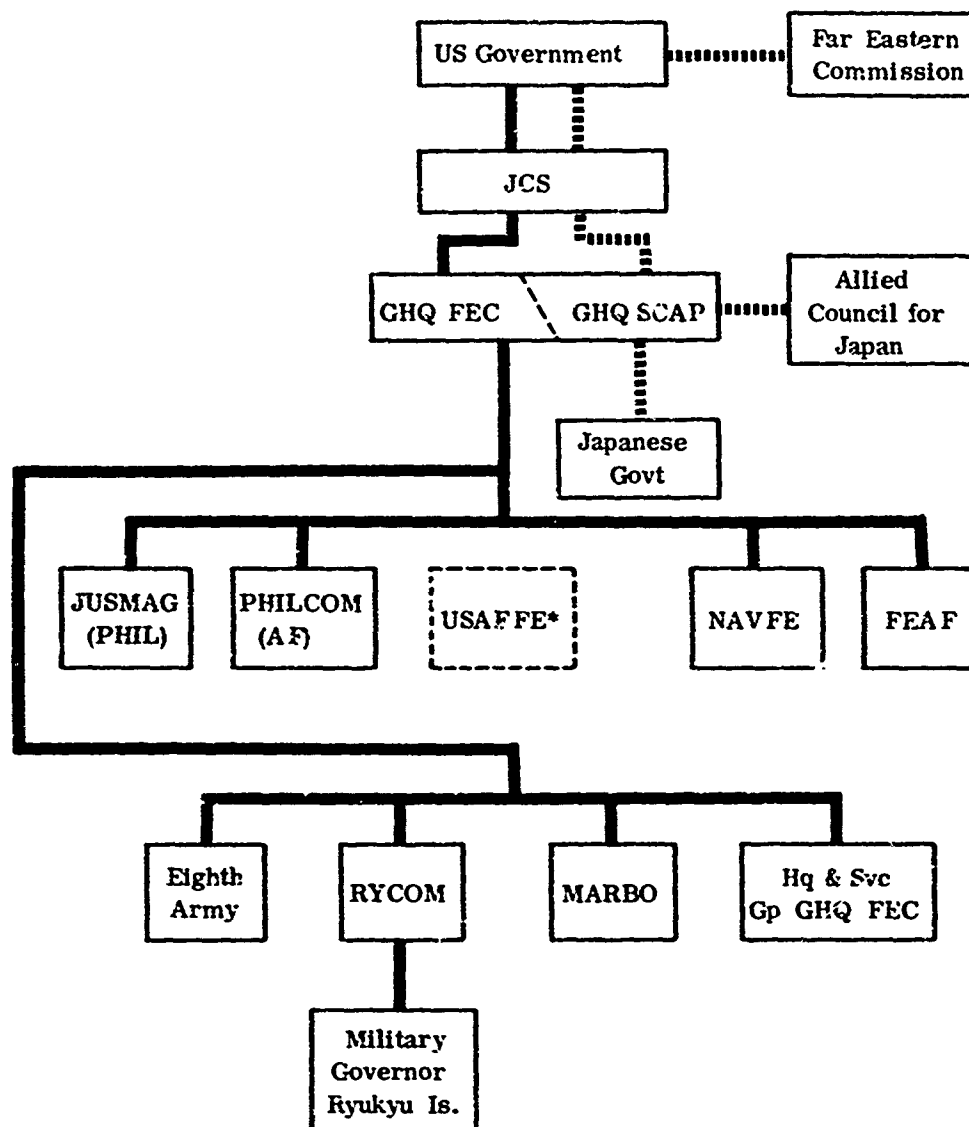 US Government
Far Eastern
Commission
JCS
GHQ FEC
GHQ SCAP
Allied
Council for
Japan
Japanese
Govt
JUSMAG
(PHIL)
PHILCOM
(AF)
USAFFE*
NAVFE
FEAF
Eighth
Army
RYCOM
MARBO
Hq & Svc
Gp GHQ FEC
Military
Governor
Ryukyu Is.